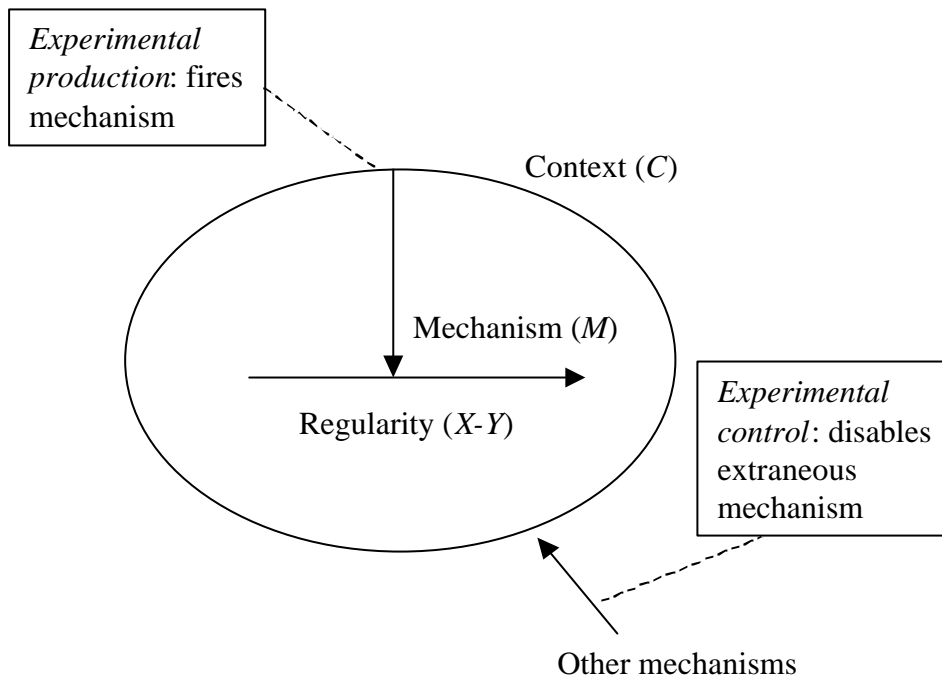 Experimental
production: fires
mechanism
Context (C)
Mechanism (M)
Regularity (X-Y)
Experimental
control: disables
extraneous
mechanism
Other mechanisms